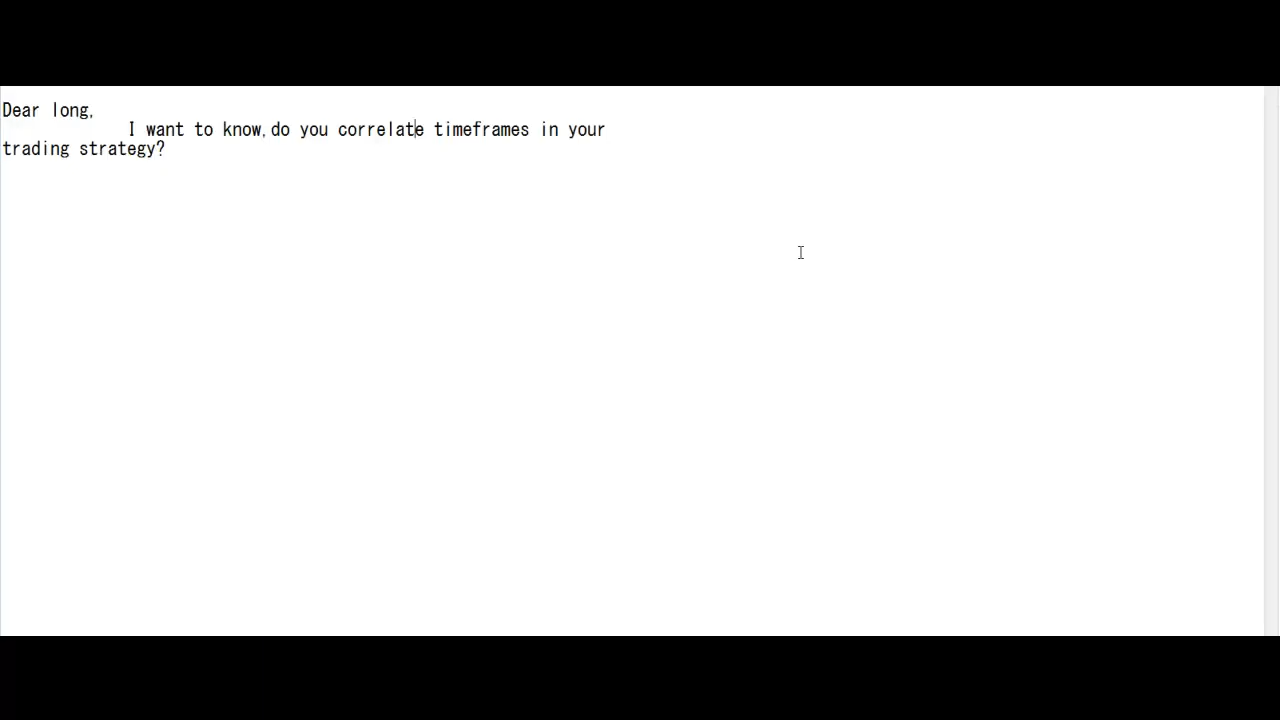 Dear long,
I want to know,do you correlate timeframes in your
trading strategy?